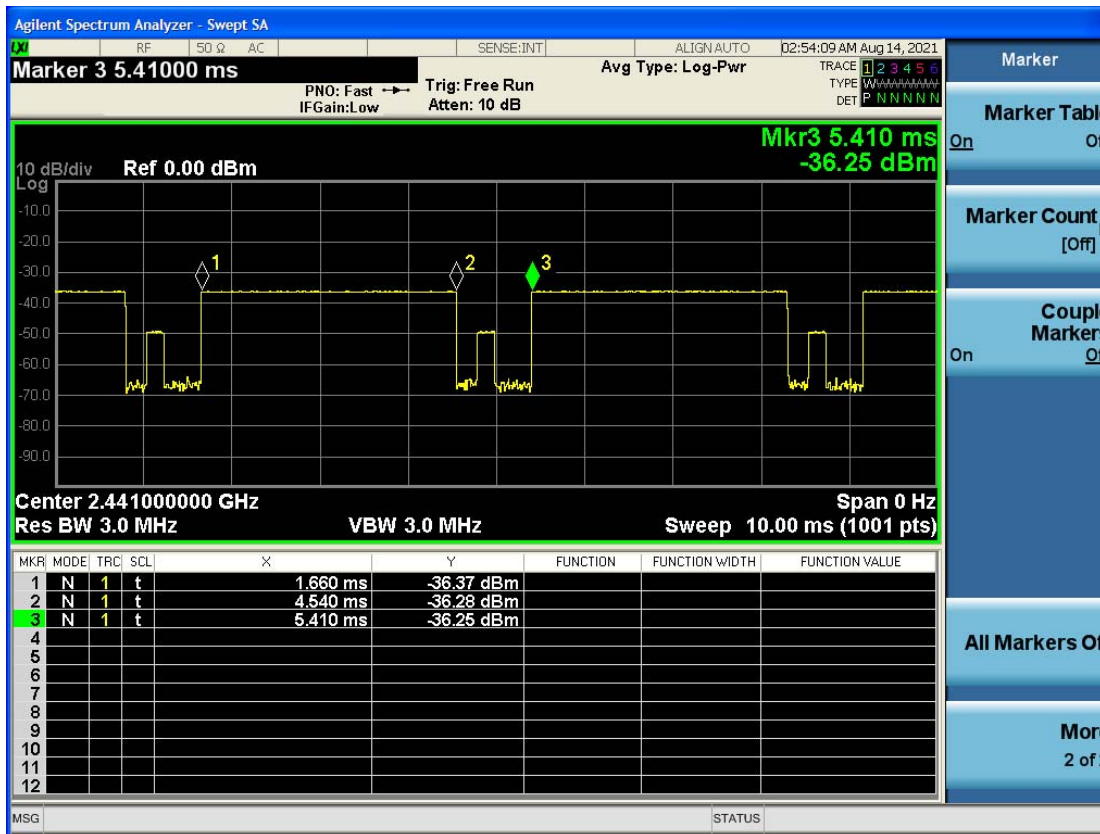 Agilent Spectrum Analyzer - Swept SA
LXI RF 50 Ω AC SENSE:INT ALIGN AUTO 02:54:09 AM Aug 14, 2021
Marker 3 5.41000 ms
PNO: Fast
IFGain:Low
Trig: Free Run
Atten: 10 dB
Avg Type: Log-Pwr
TRACE 1 2 3 4 5 6
TYPE W
DET P N N N N N
Mkr3 5.410 ms
-36.25 dBm
10 dB/div Ref 0.00 dBm
Log
-10.0
-20.0
-30.0
-40.0
-50.0
-60.0
-70.0
-80.0
-90.0
1
2
3
Center 2.441000000 GHz Span 0 Hz
Res BW 3.0 MHz VBW 3.0 MHz Sweep 10.00 ms (1001 pts)
MKR MODE TRC SCL X Y FUNCTION FUNCTION WIDTH FUNCTION VALUE
1 N 1 t 1.660 ms -36.37 dBm
2 N 1 t 4.540 ms -36.28 dBm
3 N 1 t 5.410 ms -36.25 dBm
4
5
6
7
8
9
10
11
12
MSG STATUS
Marker
Marker Tabl
On Of
Marker Count
[Off]
Coupl
Marker
On Of
All Markers Of
Mor
2 of